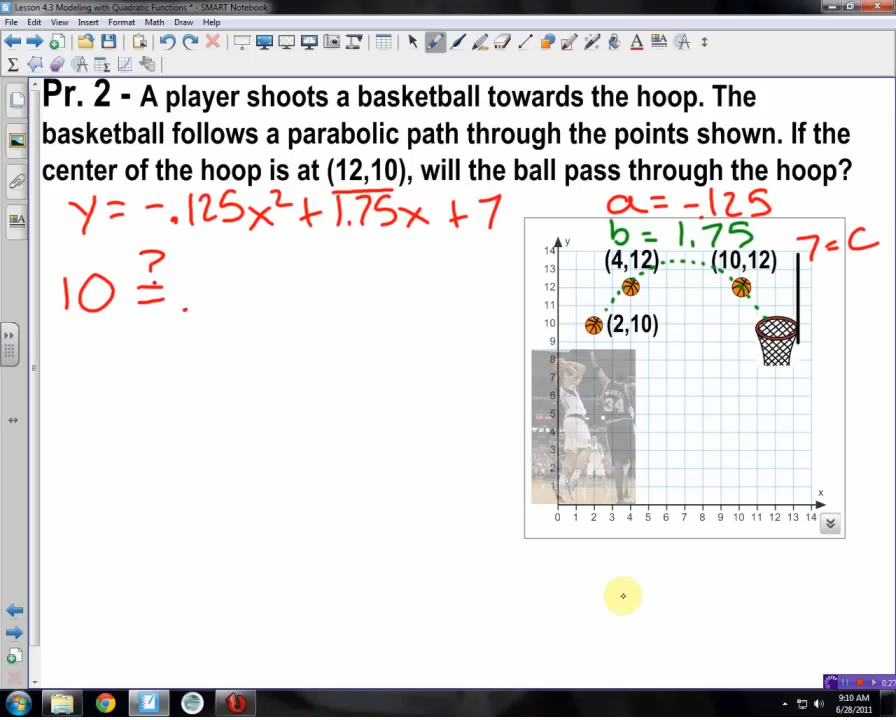 Lesson 4.3 Modeling with Quadratic Functions * - SMART Notebook
File Edit View Insert Format Math Draw Help
Pr. 2 - A player shoots a basketball towards the hoop. The
basketball follows a parabolic path through the points shown. If the
center of the hoop is at (12,10), will the ball pass through the hoop?
y = -.125x² + 1.75x + 7
a = -.125
b = 1.75
7 = C
10 ≟ .
y
(4,12) (10,12)
(2,10)
34
14
13
12
11
10
9
8
7
6
5
4
3
2
1
x
0 1 2 3 4 5 6 7 8 9 10 11 12 13 14
0:27
9:10 AM
6/28/2011